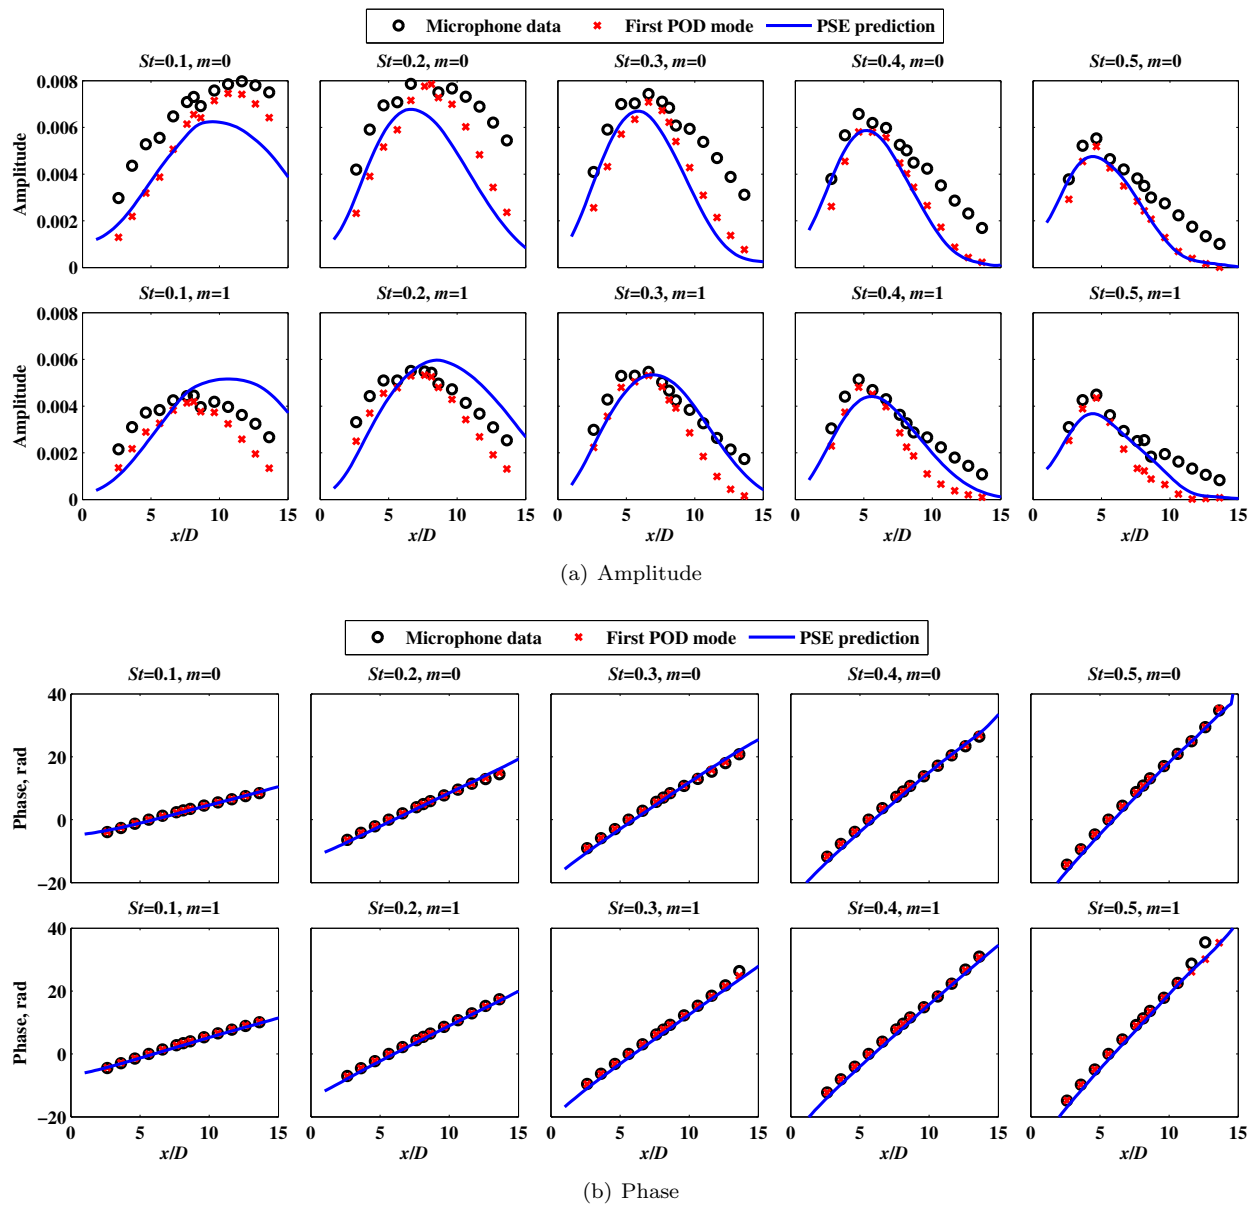 Microphone data First POD mode PSE prediction
St=0.1, m=0 St=0.2, m=0 St=0.3, m=0 St=0.4, m=0 St=0.5, m=0
0.008
0.006
0.004
0.002
0
Amplitude
St=0.1, m=1 St=0.2, m=1 St=0.3, m=1 St=0.4, m=1 St=0.5, m=1
0.008
0.006
0.004
0.002
0
Amplitude
0 5 10 15 0 5 10 15 0 5 10 15 0 5 10 15 0 5 10 15
x/D x/D x/D x/D x/D
(a) Amplitude
Microphone data First POD mode PSE prediction
St=0.1, m=0 St=0.2, m=0 St=0.3, m=0 St=0.4, m=0 St=0.5, m=0
40
20
0
−20
Phase, rad
St=0.1, m=1 St=0.2, m=1 St=0.3, m=1 St=0.4, m=1 St=0.5, m=1
40
20
0
−20
Phase, rad
0 5 10 15 0 5 10 15 0 5 10 15 0 5 10 15 0 5 10 15
x/D x/D x/D x/D x/D
(b) Phase